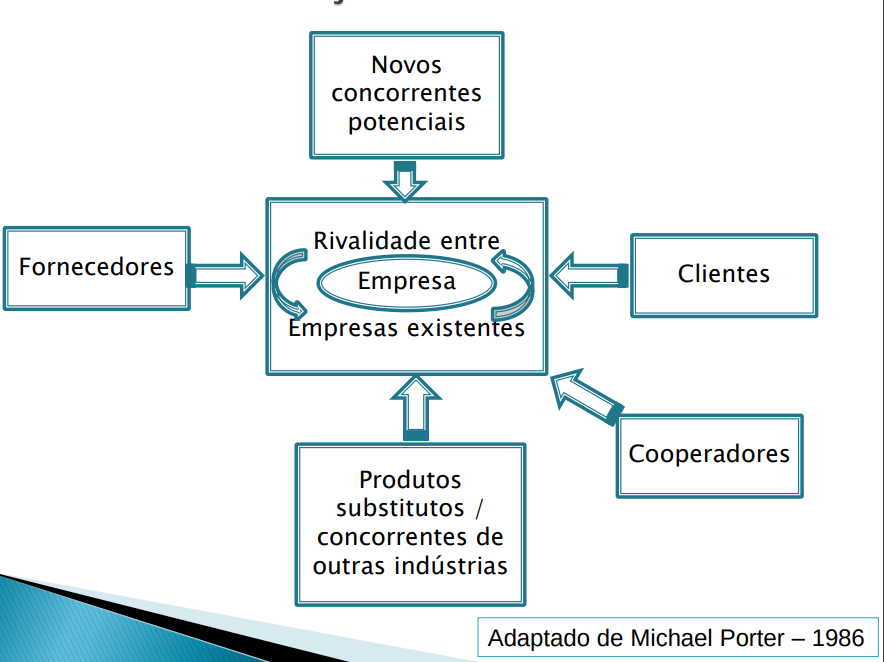 Novos
concorrentes
potenciais
Rivalidade entre
Fornecedores
Empresa
Clientes
Empresas existentes
Cooperadores
Produtos
substitutos /
concorrentes de
outras indústrias
Adaptado de Michael Porter – 1986